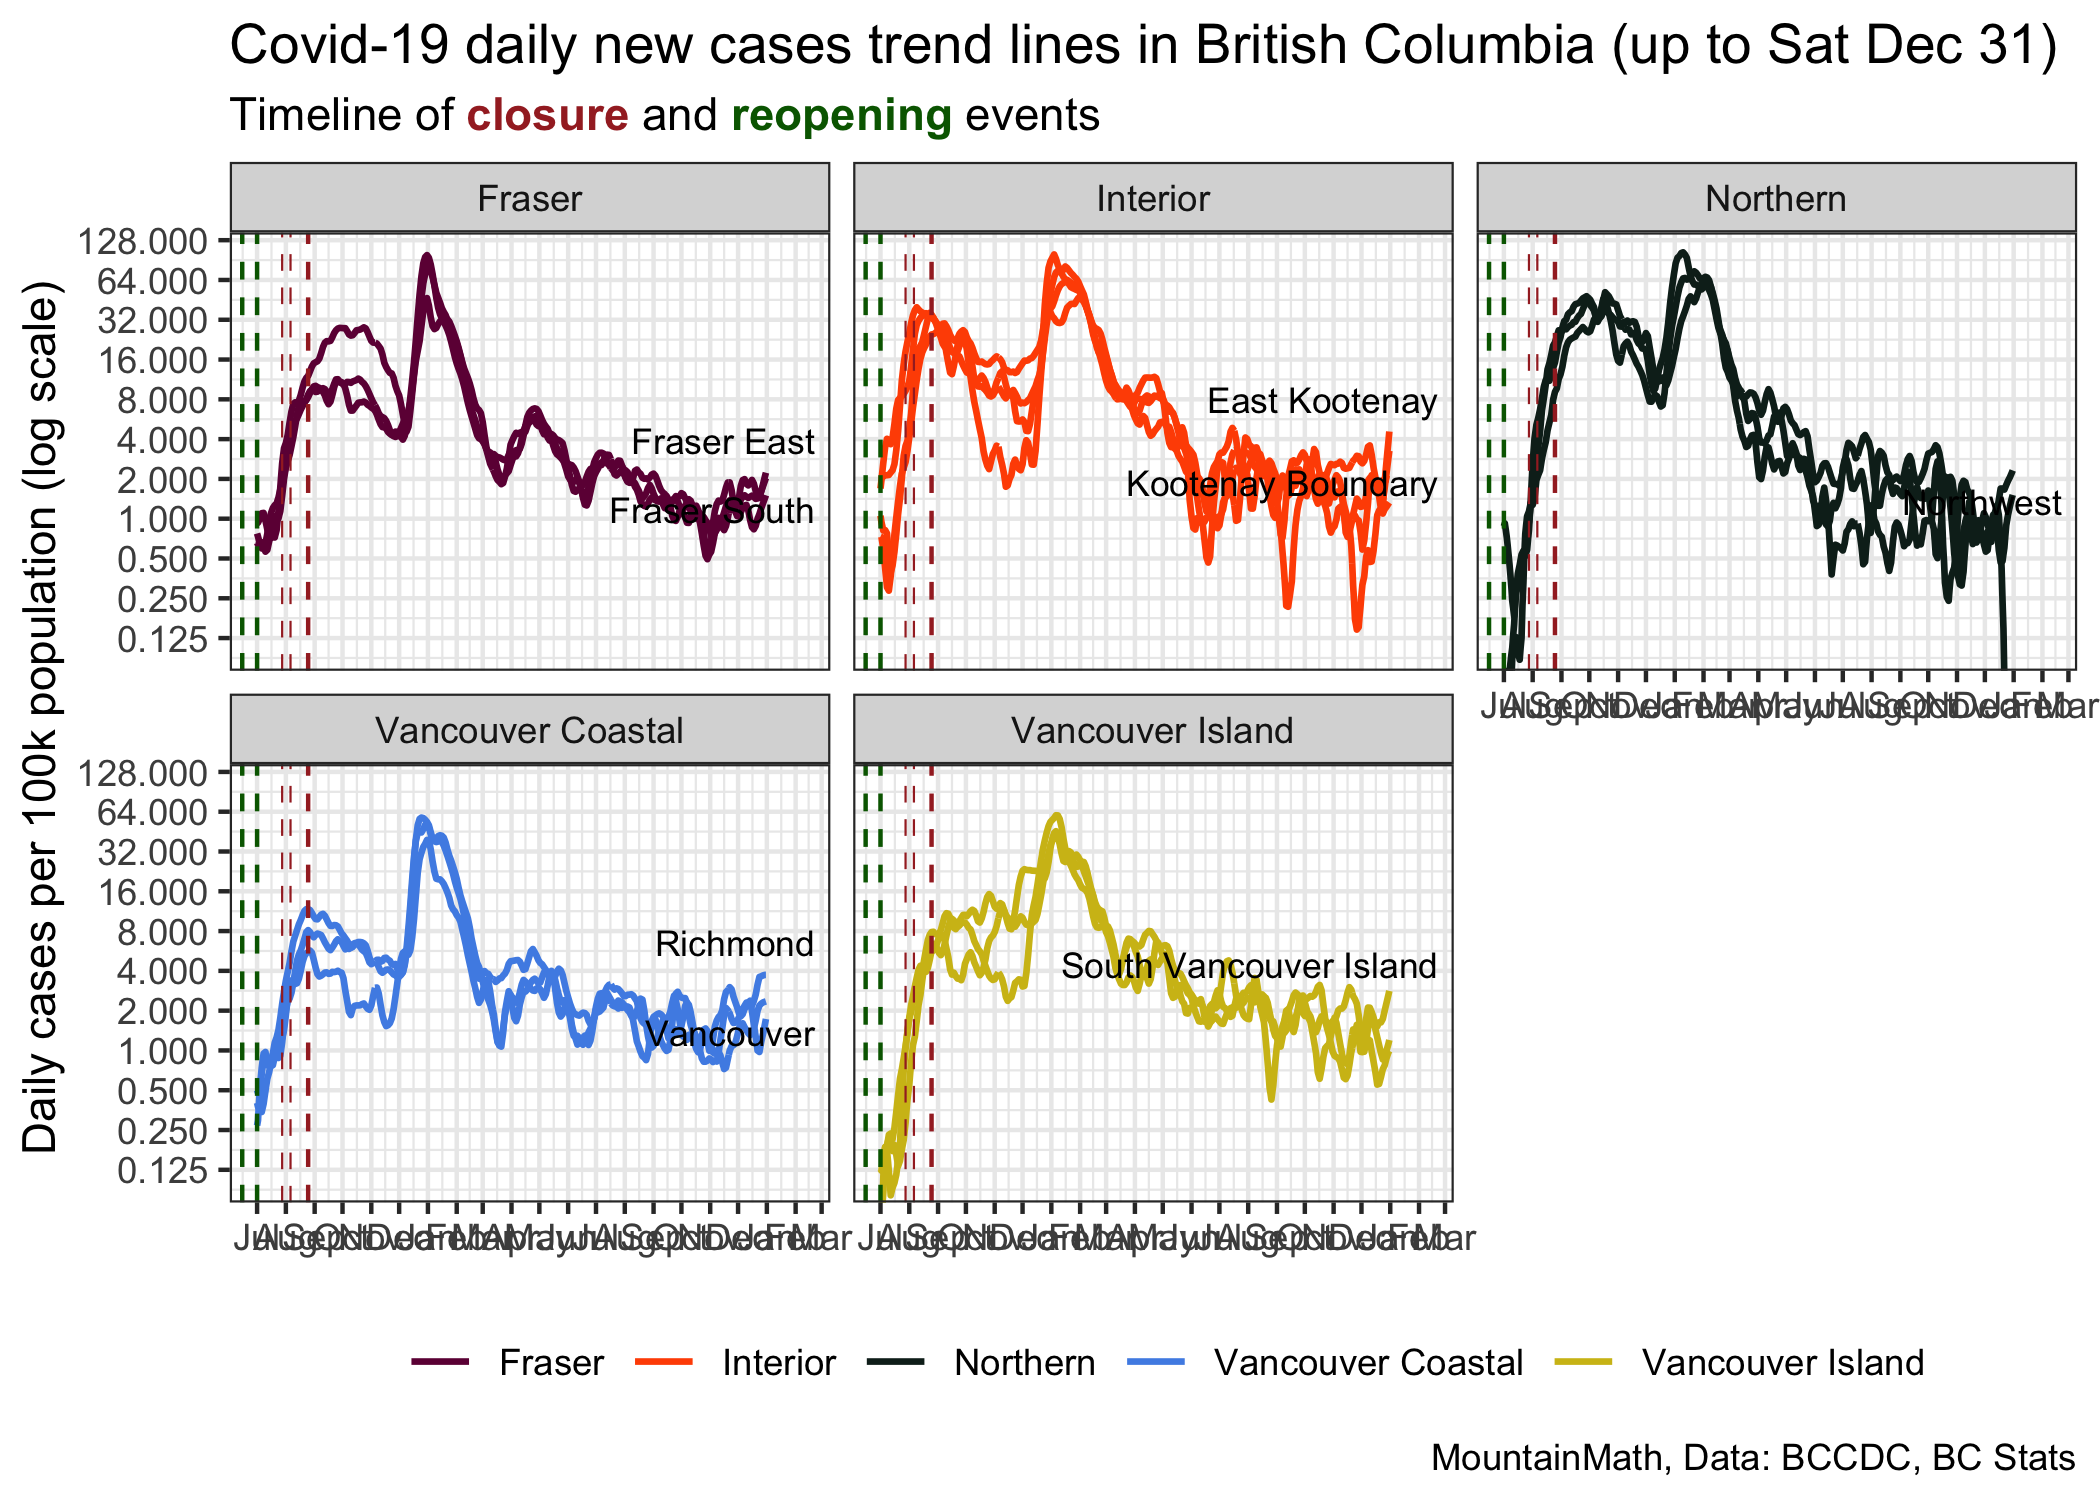 Covid-19 daily new cases trend lines in British Columbia (up to Sat Dec 31)
Timeline of closure and reopening events
Daily cases per 100k population (log scale)
Fraser
128.000
64.000
32.000
16.000
8.000
4.000
2.000
1.000
0.500
0.250
0.125
Fraser East
Fraser South
Interior
East Kootenay
Kootenay Boundary
Northern
Northwest
Vancouver Coastal
128.000
64.000
32.000
16.000
8.000
4.000
2.000
1.000
0.500
0.250
0.125
Richmond
Vancouver
Vancouver Island
South Vancouver Island
Fraser Interior Northern Vancouver Coastal Vancouver Island
MountainMath, Data: BCCDC, BC Stats